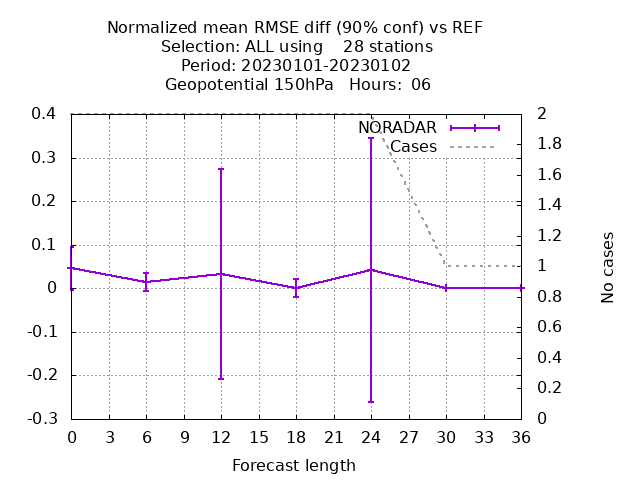 Normalized mean RMSE diff (90% conf) vs REF
Selection: ALL using    28 stations
Period: 20230101-20230102
Geopotential 150hPa   Hours:  06
NORADAR
Cases
0.4
0.3
0.2
0.1
0
-0.1
-0.2
-0.3
2
1.8
1.6
1.4
1.2
1
0.8
0.6
0.4
0.2
0
No cases
0 3 6 9 12 15 18 21 24 27 30 33 36
Forecast length